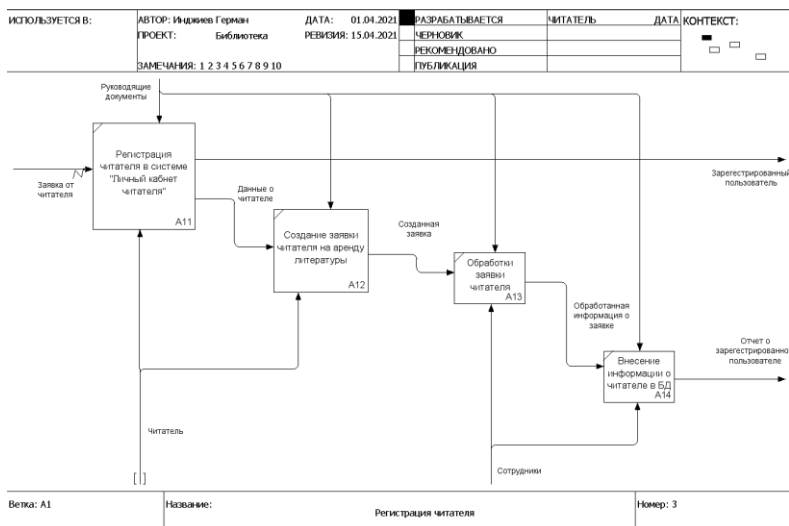 ИСПОЛЬЗУЕТСЯ В:
АВТОР: Инджиев Герман
ДАТА: 01.04.2021
РАЗРАБАТЫВАЕТСЯ
ЧИТАТЕЛЬ
ДАТА
КОНТЕКСТ:
ПРОЕКТ: Библиотека
РЕВИЗИЯ: 15.04.2021
ЧЕРНОВИК
РЕКОМЕНДОВАНО
ЗАМЕЧАНИЯ: 1 2 3 4 5 6 7 8 9 10
ПУБЛИКАЦИЯ
Руководящие
документы
Регистрация
читателя в системе
"Личный кабнет
читателя"
A11
Заявка от
читателя
Зарегестрированный
пользователь
Данные о
читателе
Создание заявки
читателя на аренду
литературы
A12
Созданная
заявка
Обработки
заявки
читателя
A13
Обработанная
информация о
заявке
Внесение
информации о
читателе в БД
A14
Отчет о
зарегестрированно
пользователе
Читатель
Сотрудники
Ветка: A1
Название:
Регистрация читателя
Номер: 3